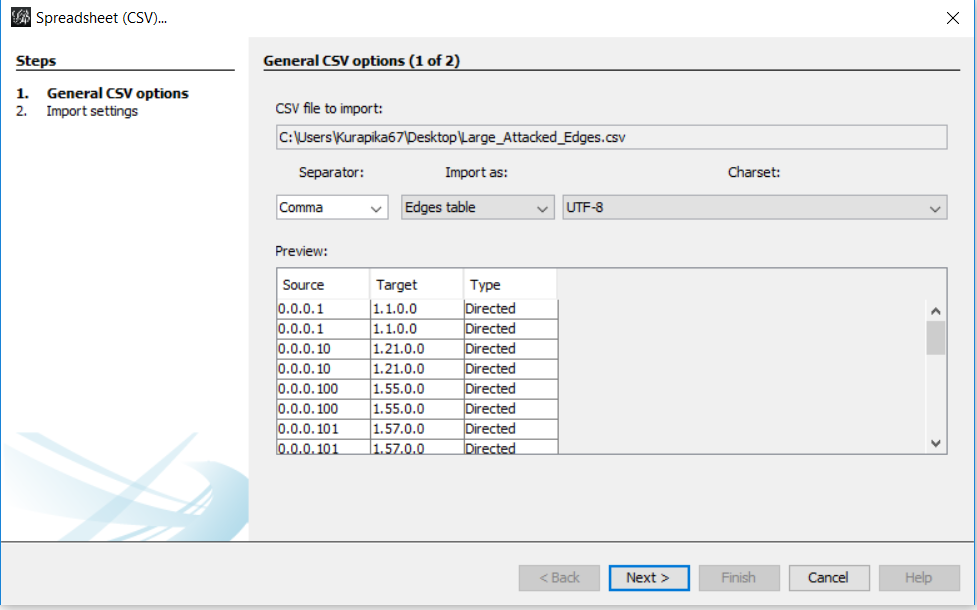 Spreadsheet (CSV)...
Steps
1. General CSV options
2. Import settings
General CSV options (1 of 2)
CSV file to import:
C:\Users\Kurapika67\Desktop\Large_Attacked_Edges.csv
Separator: Import as: Charset:
Comma Edges table UTF-8
Preview:
Source Target Type
0.0.0.1 1.1.0.0 Directed
0.0.0.1 1.1.0.0 Directed
0.0.0.10 1.21.0.0 Directed
0.0.0.10 1.21.0.0 Directed
0.0.0.100 1.55.0.0 Directed
0.0.0.100 1.55.0.0 Directed
0.0.0.101 1.57.0.0 Directed
0.0.0.101 1.57.0.0 Directed
< Back Next > Finish Cancel Help